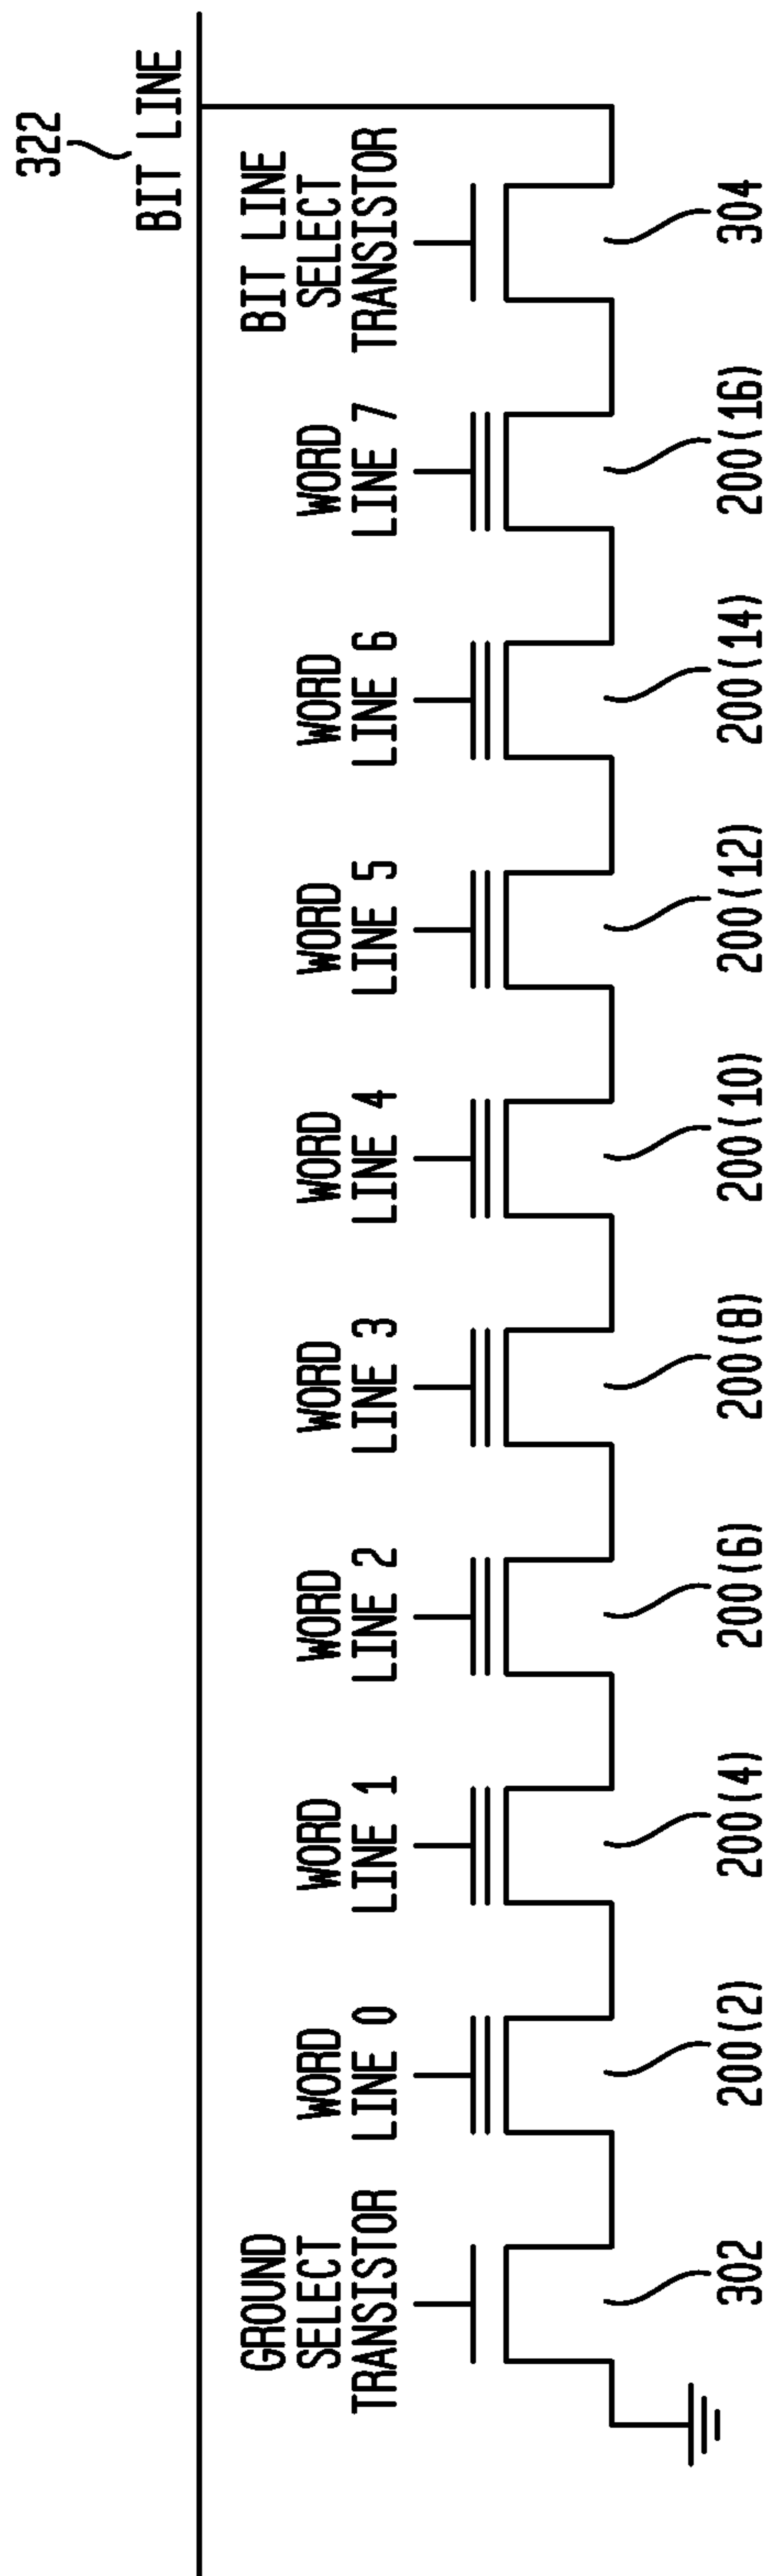 322
BIT LINE
GROUND
SELECT
TRANSISTOR
WORD
LINE 0
WORD
LINE 1
WORD
LINE 2
WORD
LINE 3
WORD
LINE 4
WORD
LINE 5
WORD
LINE 6
WORD
LINE 7
BIT LINE
SELECT
TRANSISTOR
302
200(2)
200(4)
200(6)
200(8)
200(10)
200(12)
200(14)
200(16)
304